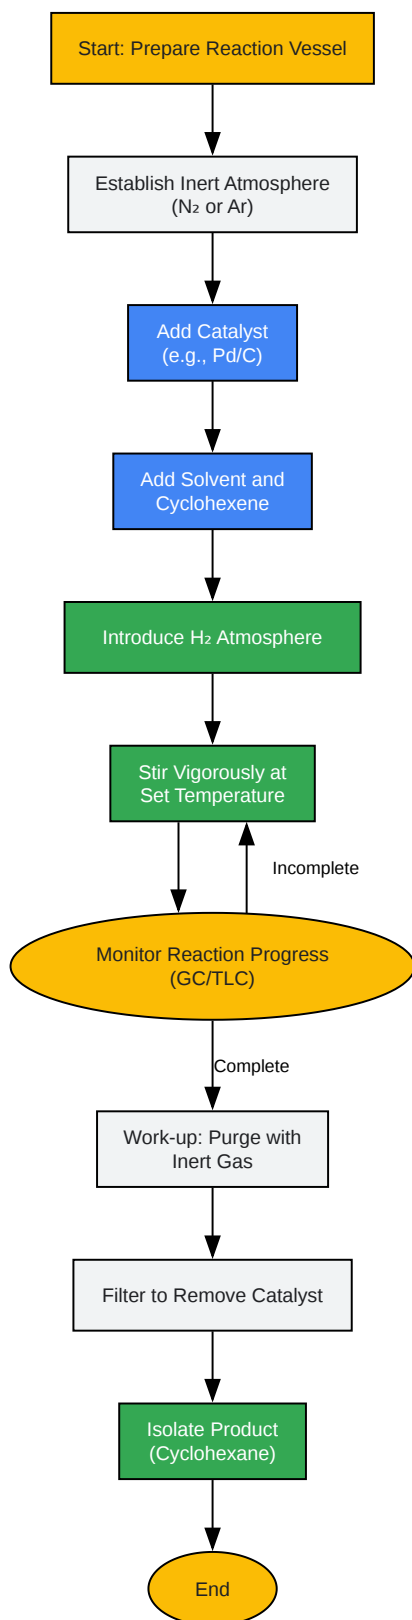 Start: Prepare Reaction Vessel
Establish Inert Atmosphere
(N₂ or Ar)
Add Catalyst
(e.g., Pd/C)
Add Solvent and
Cyclohexene
Introduce H₂ Atmosphere
Stir Vigorously at
Set Temperature
Incomplete
Monitor Reaction Progress
(GC/TLC)
Complete
Work-up: Purge with
Inert Gas
Filter to Remove Catalyst
Isolate Product
(Cyclohexane)
End